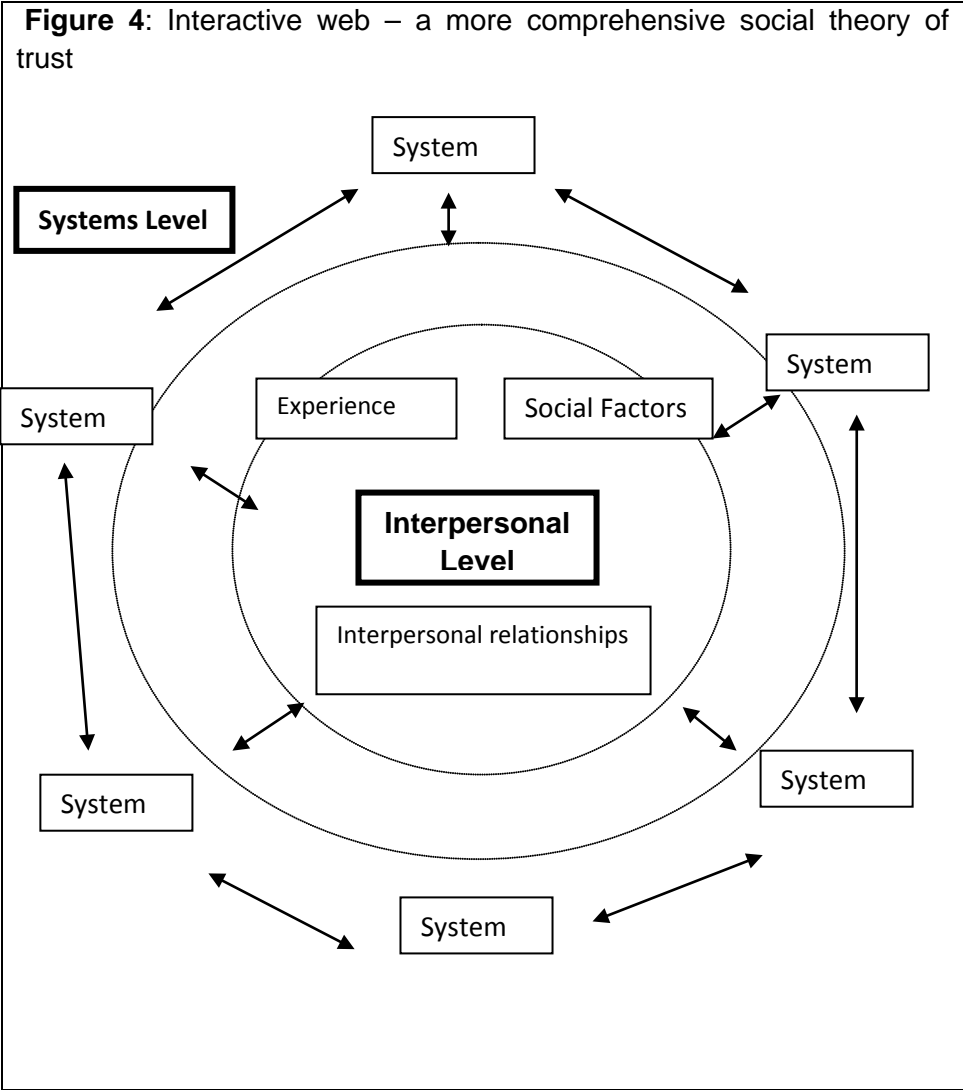 Figure 4: Interactive web – a more comprehensive social theory of
trust
System
Systems Level
System
System
Experience
Social Factors
Interpersonal
Level
Interpersonal relationships
System
System
System